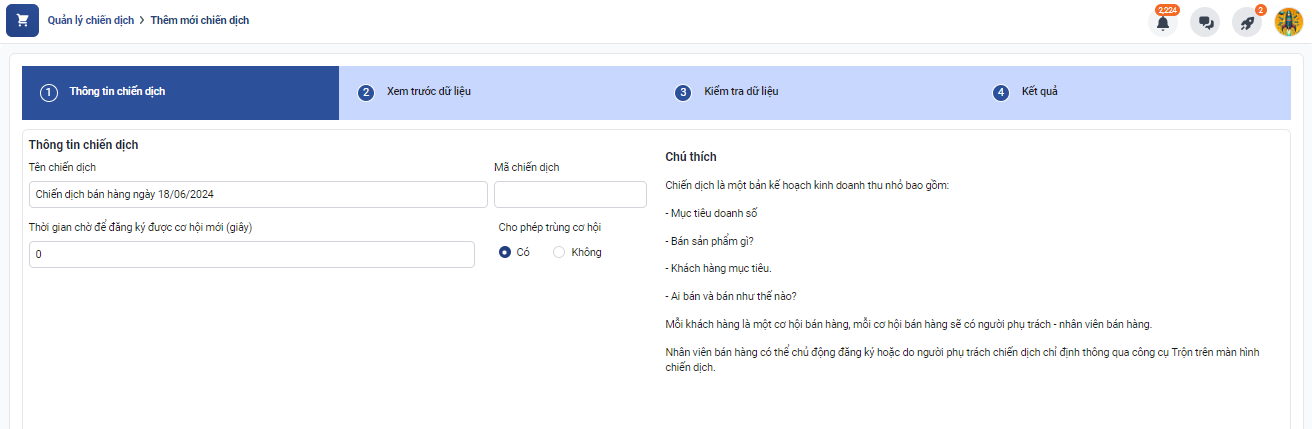 Quản lý chiến dịch > Thêm mới chiến dịch
2,224
2
1 Thông tin chiến dịch
2 Xem trước dữ liệu
3 Kiểm tra dữ liệu
4 Kết quả
Thông tin chiến dịch
Tên chiến dịch
Mã chiến dịch
Chiến dịch bán hàng ngày 18/06/2024
Thời gian chờ để đăng ký được cơ hội mới (giây)
Cho phép trùng cơ hội
0
Có
Không
Chú thích
Chiến dịch là một bản kế hoạch kinh doanh thu nhỏ bao gồm:
- Mục tiêu doanh số
- Bán sản phẩm gì?
- Khách hàng mục tiêu.
- Ai bán và bán như thế nào?
Mỗi khách hàng là một cơ hội bán hàng, mỗi cơ hội bán hàng sẽ có người phụ trách - nhân viên bán hàng.
Nhân viên bán hàng có thể chủ động đăng ký hoặc do người phụ trách chiến dịch chỉ định thông qua công cụ Trộn trên màn hình
chiến dịch.